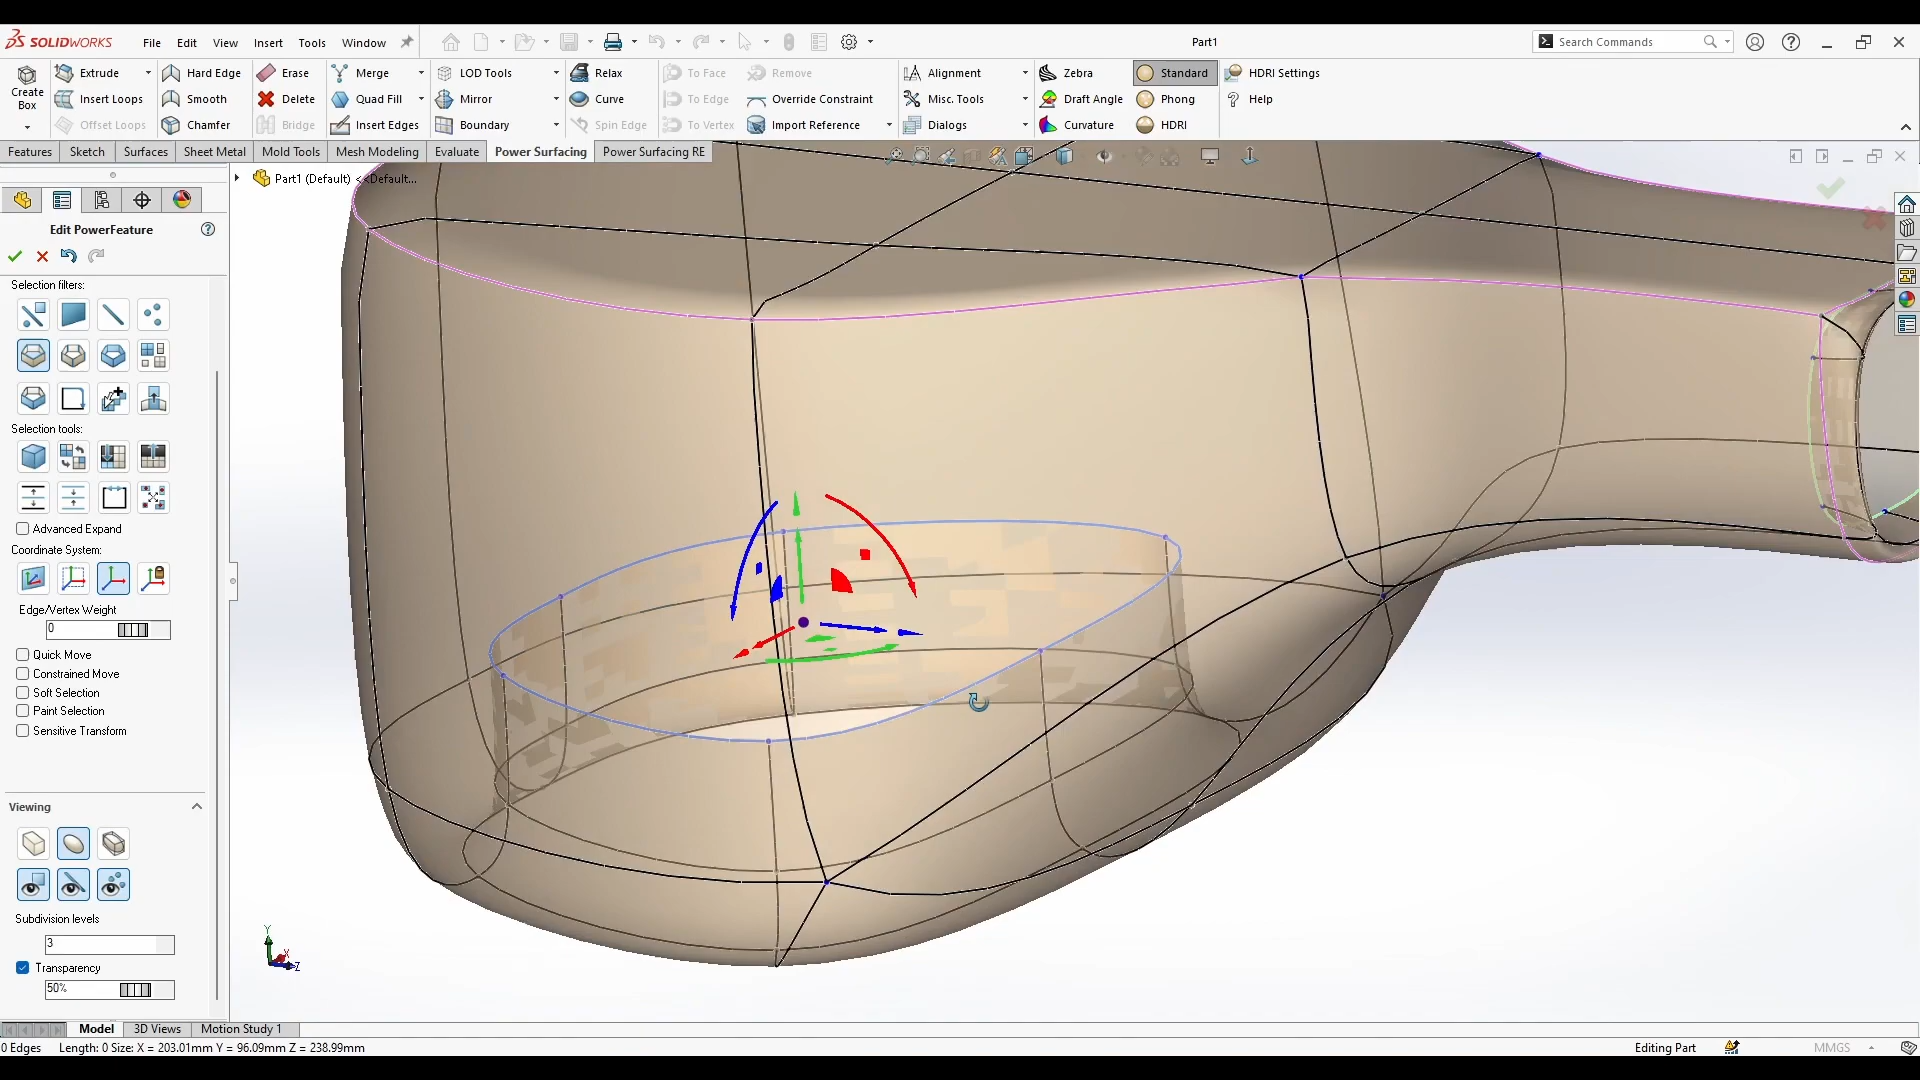 SOLIDWORKS File Edit View Insert Tools Window Part1 Search Commands
Create Box
Extrude Hard Edge Erase Merge LOD Tools Relax To Face Remove Alignment Zebra Standard HDRI Settings
Insert Loops Smooth Delete Quad Fill Mirror Curve To Edge Override Constraint Misc. Tools Draft Angle Phong Help
Offset Loops Chamfer Bridge Insert Edges Boundary Spin Edge To Vertex Import Reference Dialogs Curvature HDRI
Features Sketch Surfaces Sheet Metal Mold Tools Mesh Modeling Evaluate Power Surfacing Power Surfacing RE
Part1 (Default) <<Default...
Edit PowerFeature
Selection filters:
Selection tools:
Advanced Expand
Coordinate System:
Edge/Vertex Weight
0
Quick Move
Constrained Move
Soft Selection
Paint Selection
Sensitive Transform
Viewing
Subdivision levels
3
Transparency
50%
Y
X
Z
Model 3D Views Motion Study 1
0 Edges Length: 0 Size: X = 203.01mm Y = 96.09mm Z = 238.99mm Editing Part MMGS